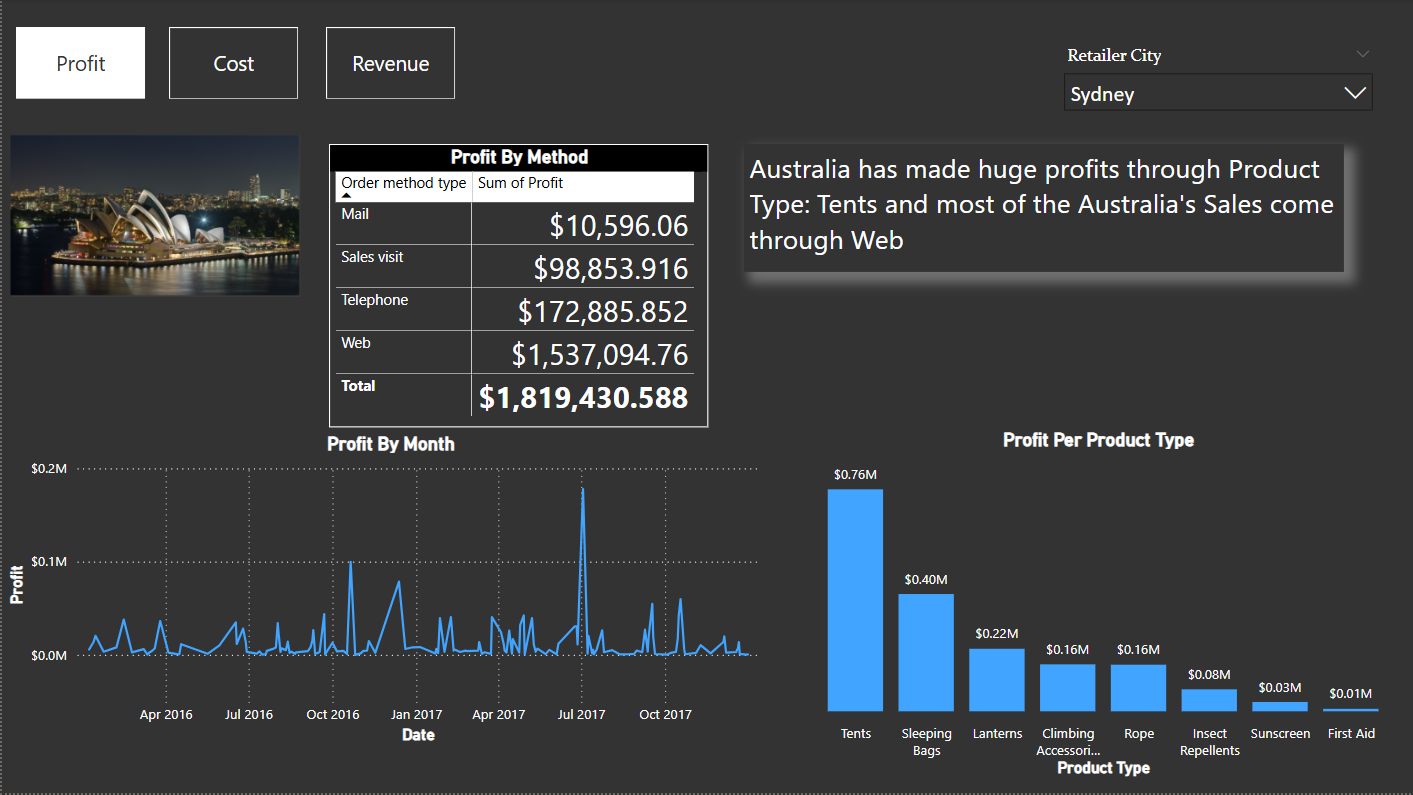 Profit
Cost
Revenue
Retailer City
Sydney
Profit By Method
Order method type Sum of Profit
Mail $10,596.06
Sales visit $98,853.916
Telephone $172,885.852
Web $1,537,094.76
Total $1,819,430.588
Australia has made huge profits through Product
Type: Tents and most of the Australia's Sales come
through Web
Profit By Month
$0.2M
$0.1M
$0.0M
Profit
Apr 2016 Jul 2016 Oct 2016 Jan 2017 Apr 2017 Jul 2017 Oct 2017
Date
Profit Per Product Type
$0.76M
$0.40M
$0.22M
$0.16M
$0.16M
$0.08M
$0.03M
$0.01M
Tents Sleeping Lanterns Climbing Rope Insect Sunscreen First Aid
Bags Accessori... Repellents
Product Type